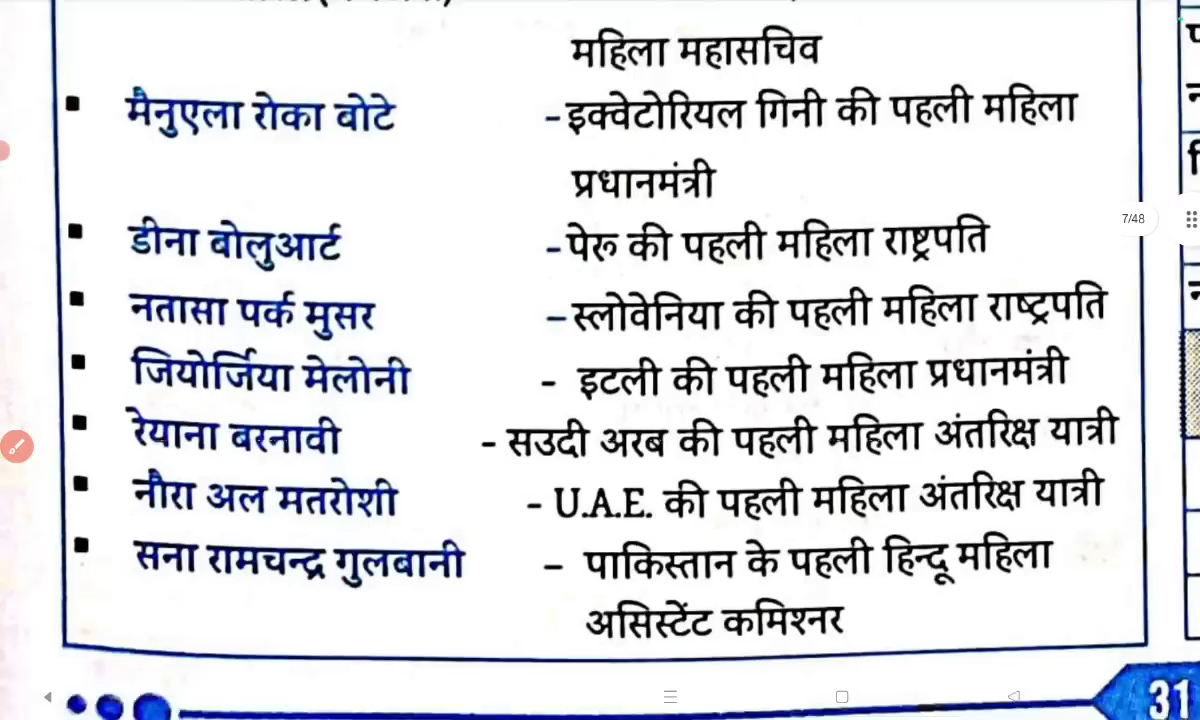 महिला महासचिव
▪ मैनुएला रोका बोटे -इक्वेटोरियल गिनी की पहली महिला
प्रधानमंत्री
▪ डीना बोलुआर्ट -पेरू की पहली महिला राष्ट्रपति
7/48
▪ नतासा पर्क मुसर -स्लोवेनिया की पहली महिला राष्ट्रपति
▪ जियोर्जिया मेलोनी - इटली की पहली महिला प्रधानमंत्री
▪ रेयाना बरनावी - सउदी अरब की पहली महिला अंतरिक्ष यात्री
▪ नौरा अल मतरोशी - U.A.E. की पहली महिला अंतरिक्ष यात्री
▪ सना रामचन्द्र गुलबानी - पाकिस्तान के पहली हिन्दू महिला
असिस्टेंट कमिश्नर
31